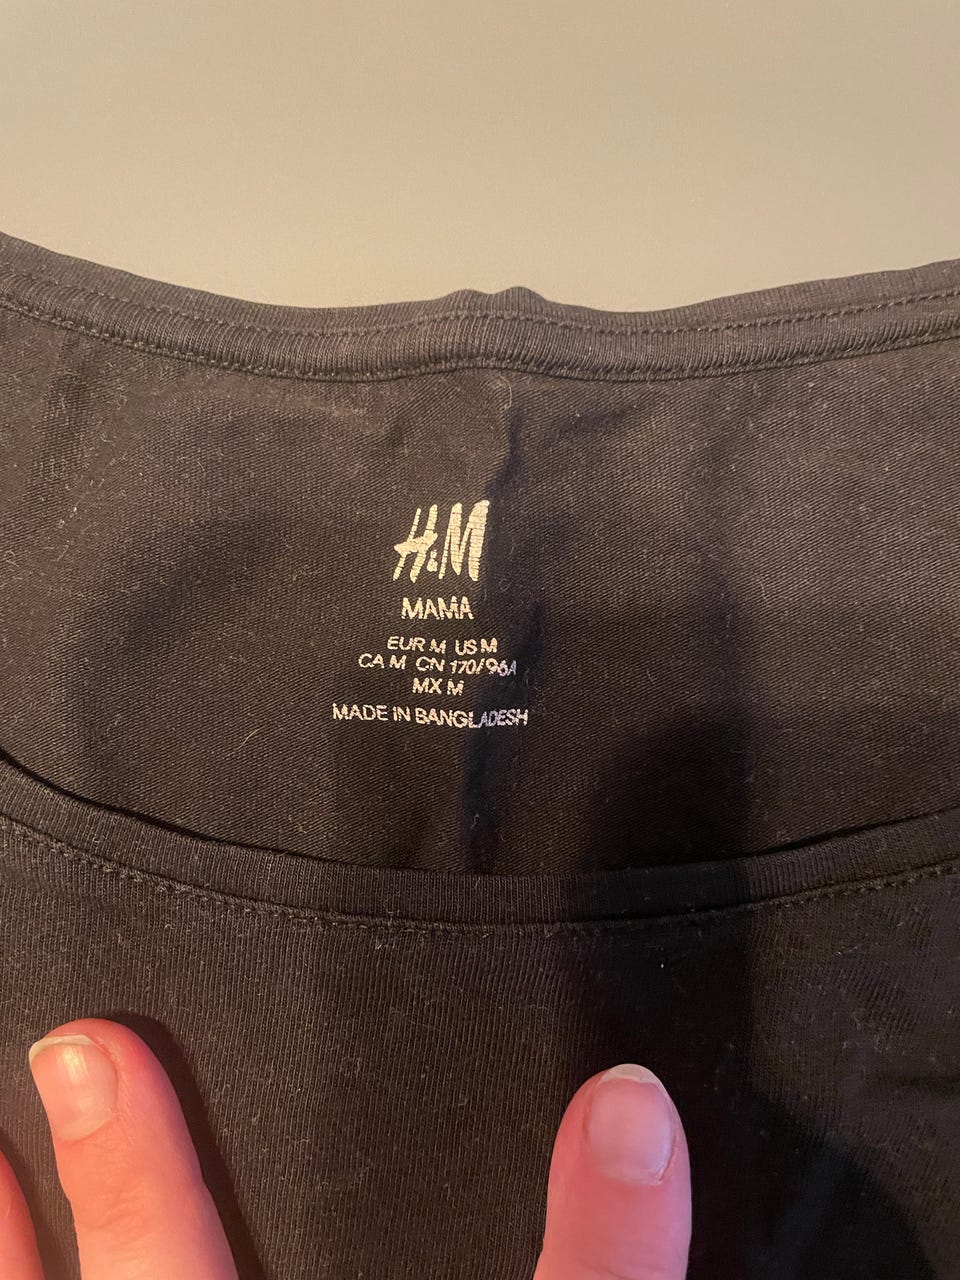 H&M
MAMA
EUR M US M
CA M CN 170/96A
MX M
MADE IN BANGLADESH